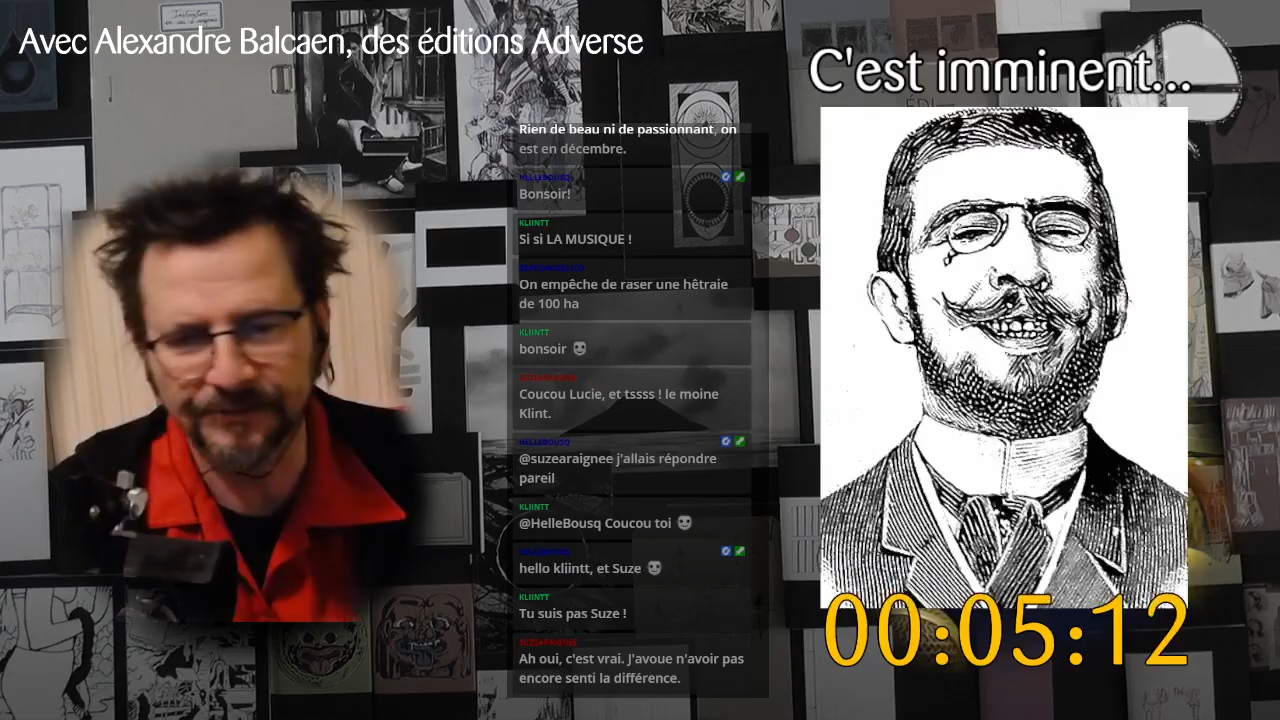 Avec Alexandre Balcaen, des éditions Adverse
C'est imminent...
Rien de beau ni de passionnant, on
est en décembre.
HELLEBOUSQ
Bonsoir!
KLIINTT
Si si LA MUSIQUE !
On empêche de raser une hêtraie
de 100 ha
KLIINTT
bonsoir
SUZEARAIGNEE
Coucou Lucie, et tssss ! le moine
Klint.
HELLEBOUSQ
@suzearaignee j'allais répondre
pareil
KLIINTT
@HelleBousq Coucou toi
HELLEBOUSQ
hello kliintt, et Suze
KLIINTT
Tu suis pas Suze !
SUZEARAIGNEE
Ah oui, c'est vrai. J'avoue n'avoir pas
encore senti la différence.
00:05:12